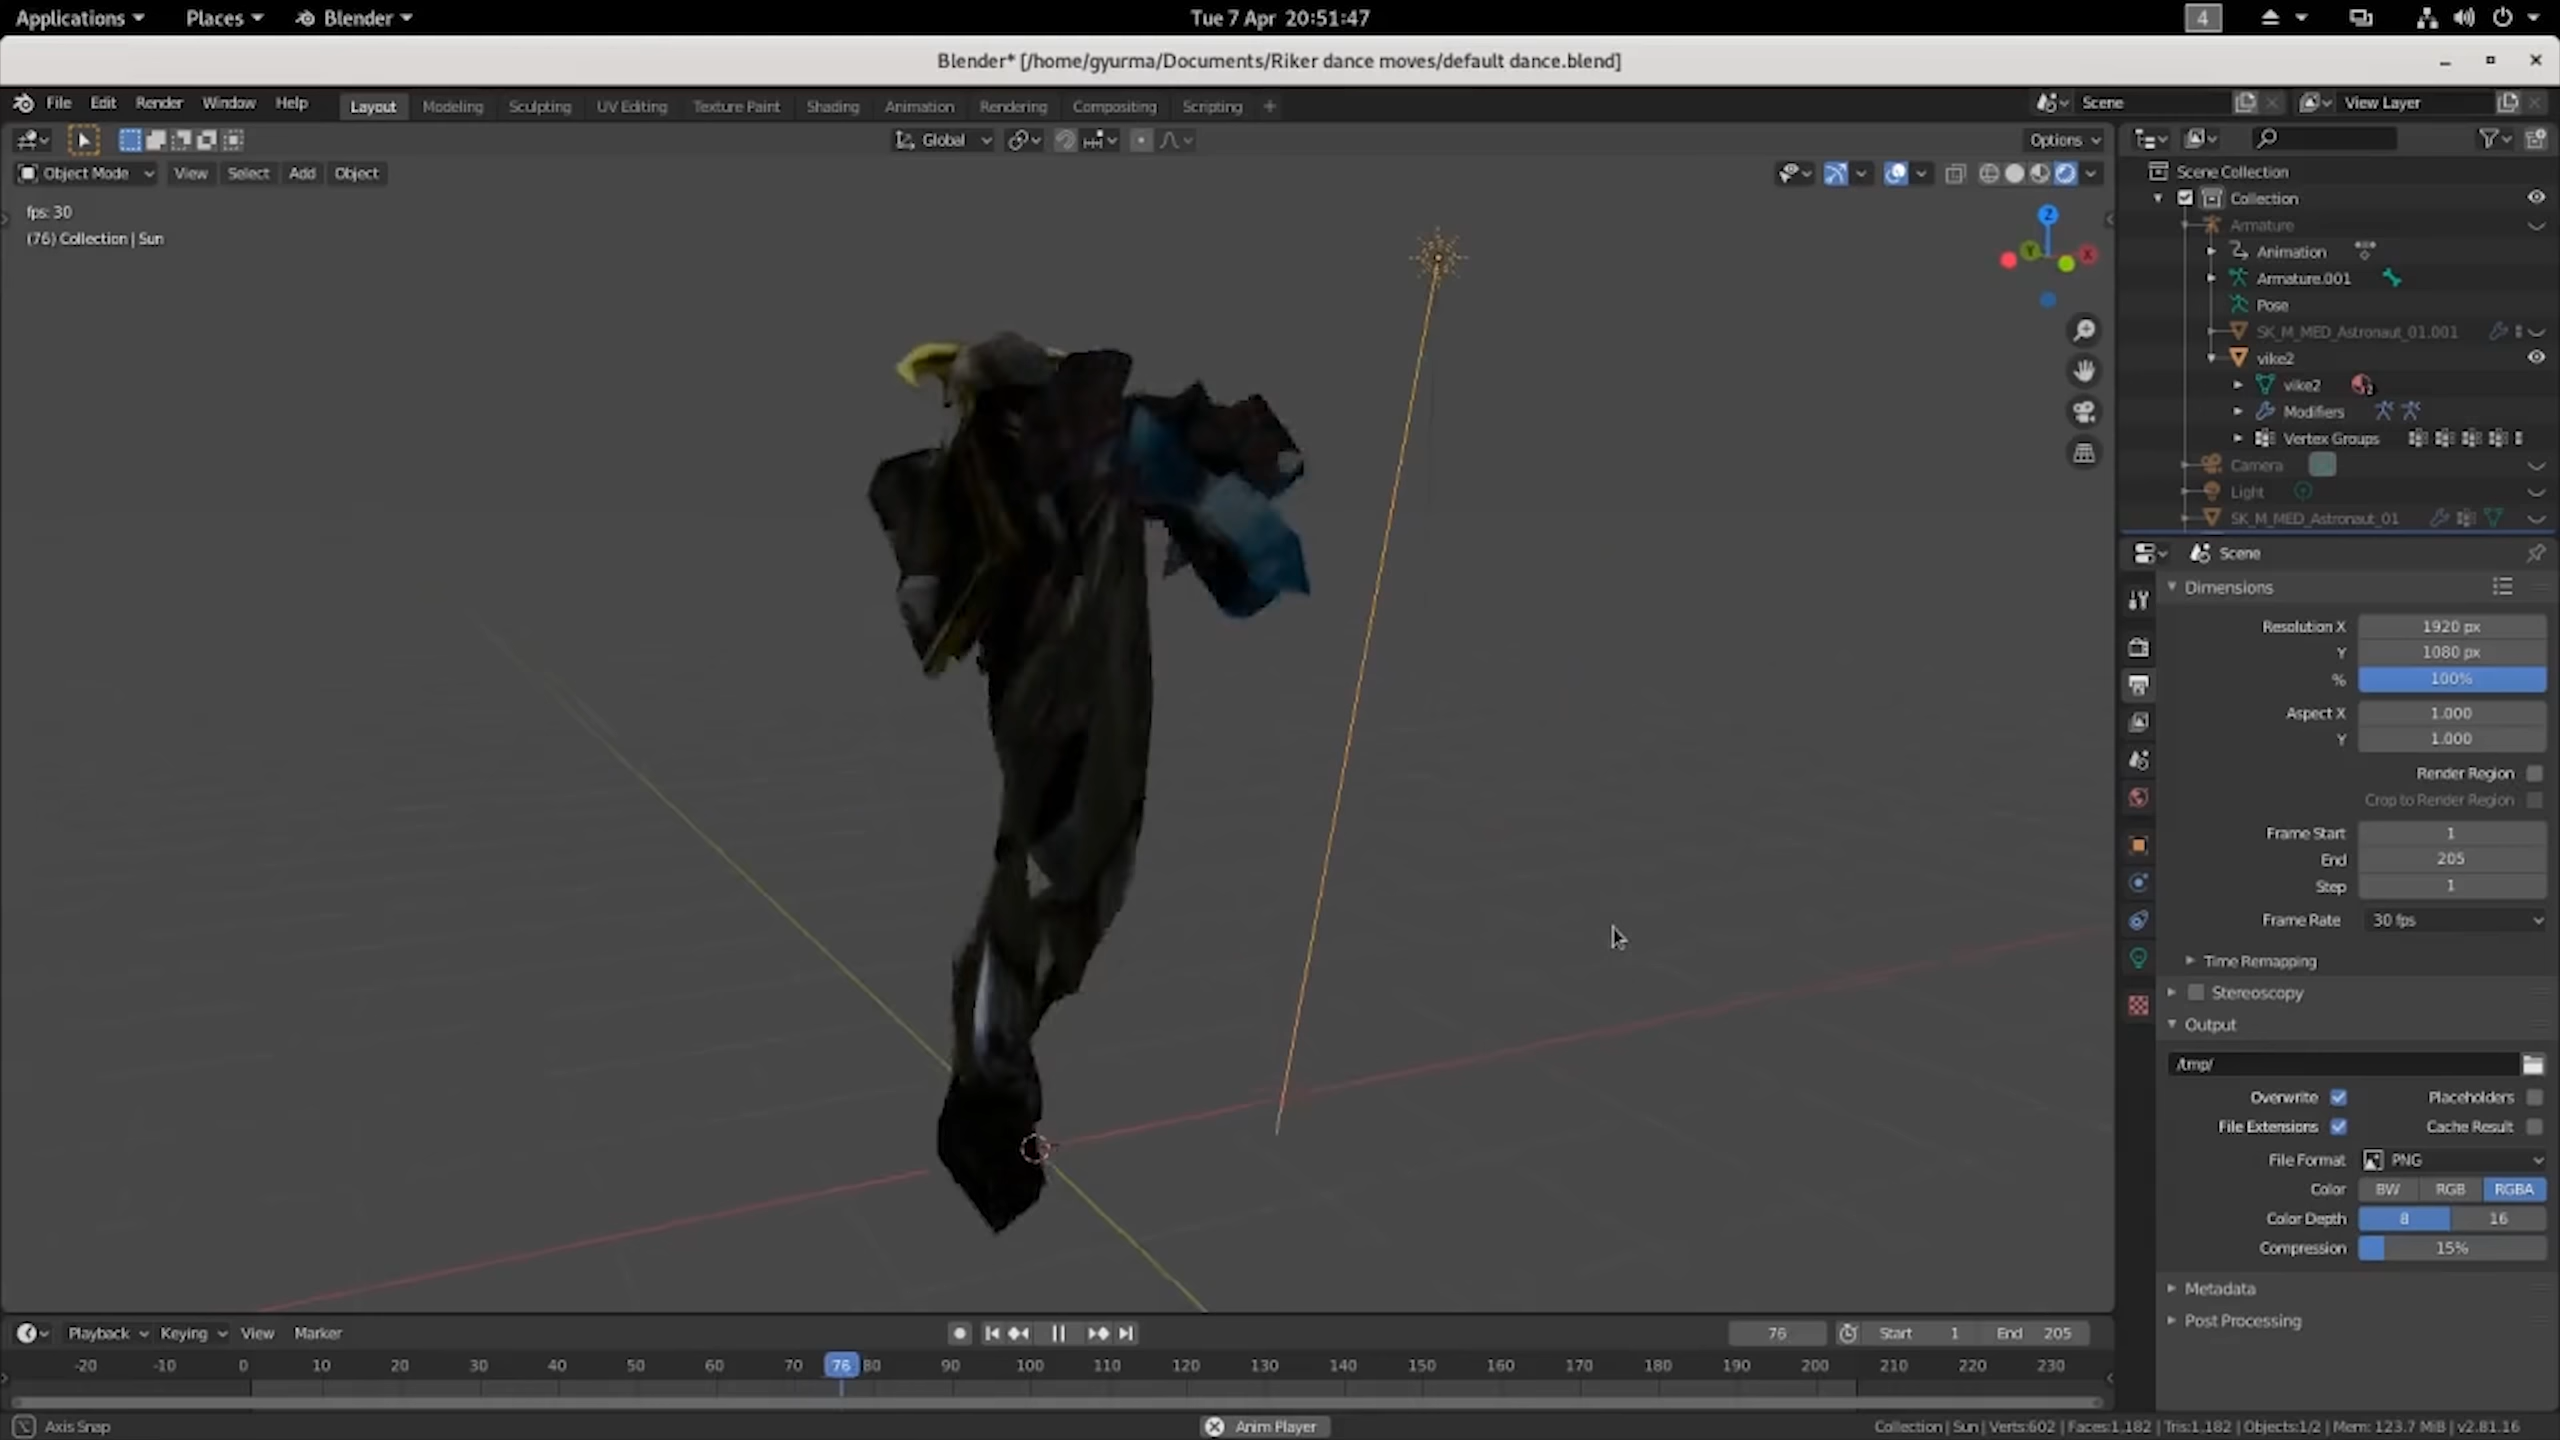 Applications Places Blender Tue 7 Apr 20:51:47 4
Blender* [/home/gyurma/Documents/Riker dance moves/default dance.blend]
File Edit Render Window Help Layout Modeling Sculpting UV Editing Texture Paint Shading Animation Rendering Compositing Scripting + Scene View Layer
Global Options
Object Mode View Select Add Object
fps: 30
(76) Collection | Sun
Z
Y
X
Scene Collection
Collection
Armature
Animation
Armature.001
Pose
SK_M_MED_Astronaut_01.001
vike2
vike2 2
Modifiers
Vertex Groups
Camera
Light
SK_M_MED_Astronaut_01
Scene
Dimensions
Resolution X 1920 px
Y 1080 px
% 100%
Aspect X 1.000
Y 1.000
Render Region
Crop to Render Region
Frame Start 1
End 205
Step 1
Frame Rate 30 fps
Time Remapping
Stereoscopy
Output
/tmp/
Overwrite Placeholders
File Extensions Cache Result
File Format PNG
Color BW RGB RGBA
Color Depth 8 16
Compression 15%
Metadata
Post Processing
Playback Keying View Marker 76 Start 1 End 205
-20 -10 0 10 20 30 40 50 60 70 76 80 90 100 110 120 130 140 150 160 170 180 190 200 210 220 230
Axis Snap Anim Player Collection | Sun | Verts:602 | Faces:1,182 | Tris:1,182 | Objects:1/2 | Mem: 123.7 MiB | v2.81.16